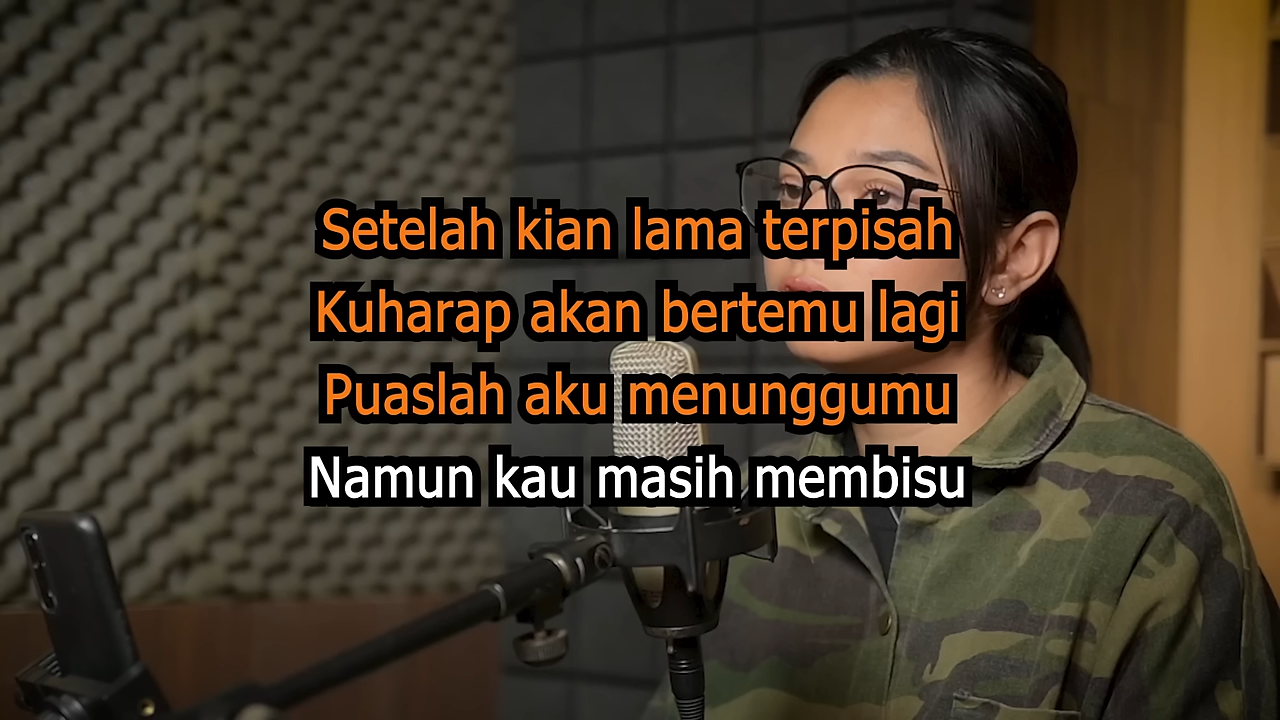 Setelah kian lama terpisah
Kuharap akan bertemu lagi
Puaslah aku menunggumu
Namun kau masih membisu